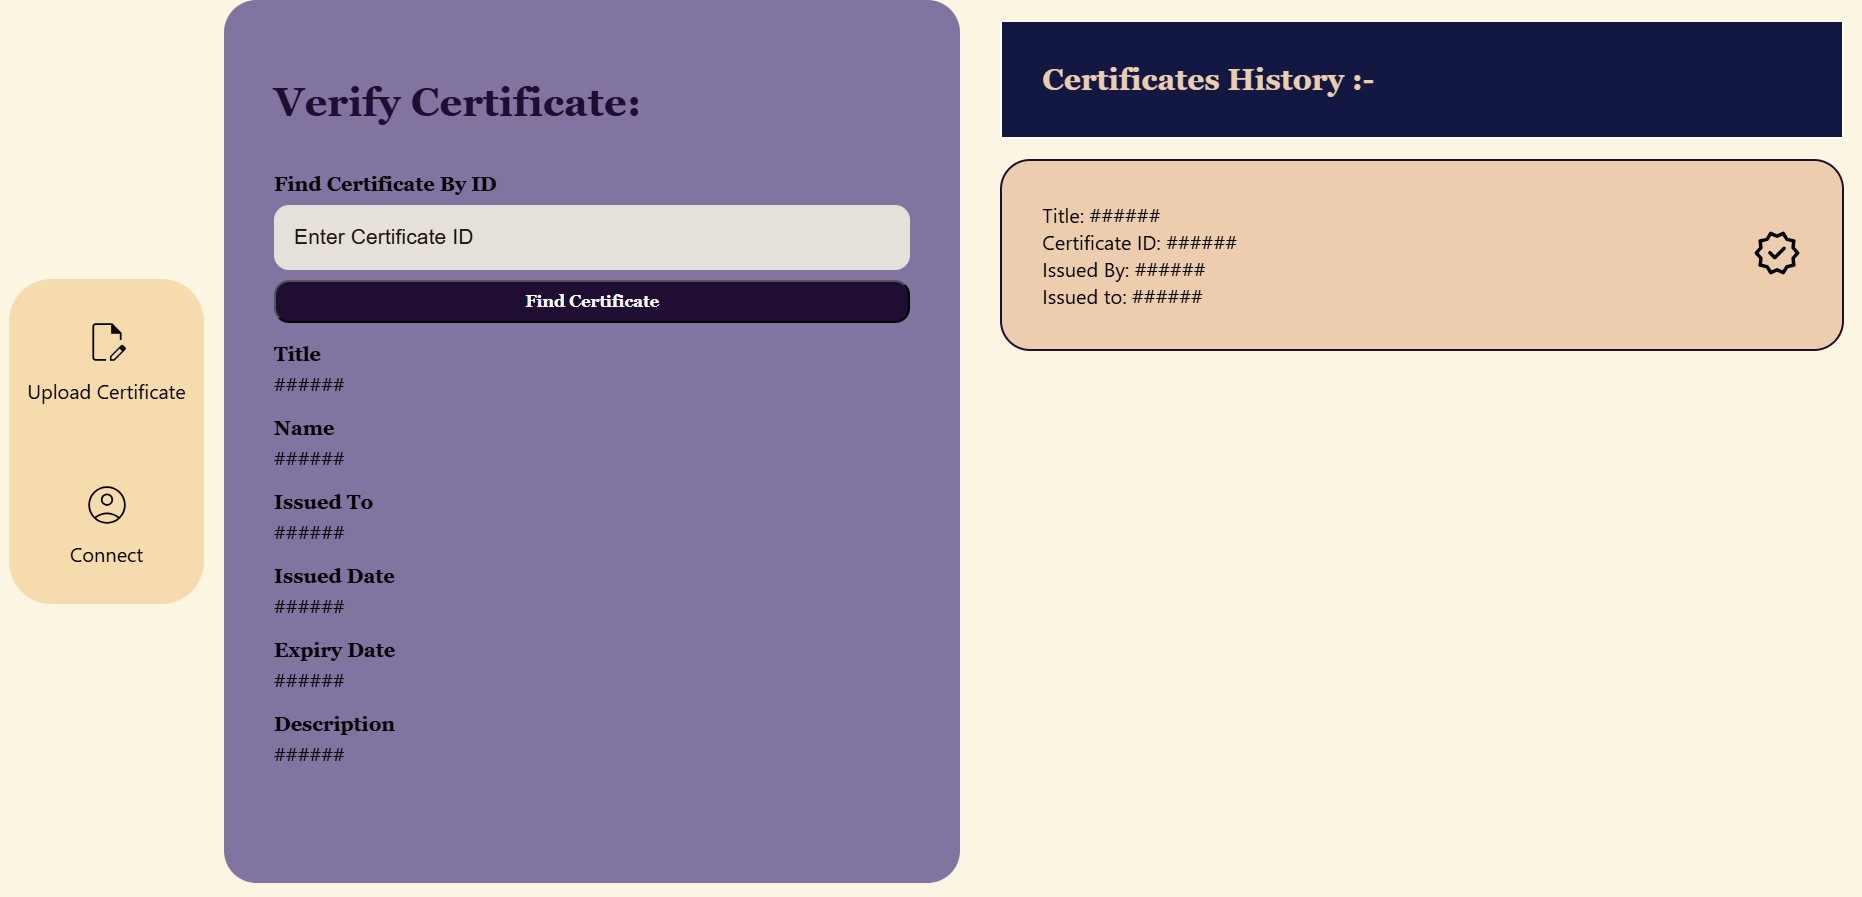 Upload Certificate
Connect
Verify Certificate:
Find Certificate By ID
Enter Certificate ID
Find Certificate
Title
######
Name
######
Issued To
######
Issued Date
######
Expiry Date
######
Description
######
Certificates History :-
Title: ######
Certificate ID: ######
Issued By: ######
Issued to: ######